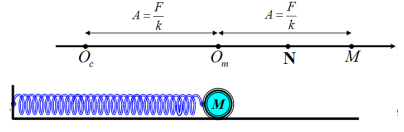 A = F/k A = F/k
O_c O_m N M
M